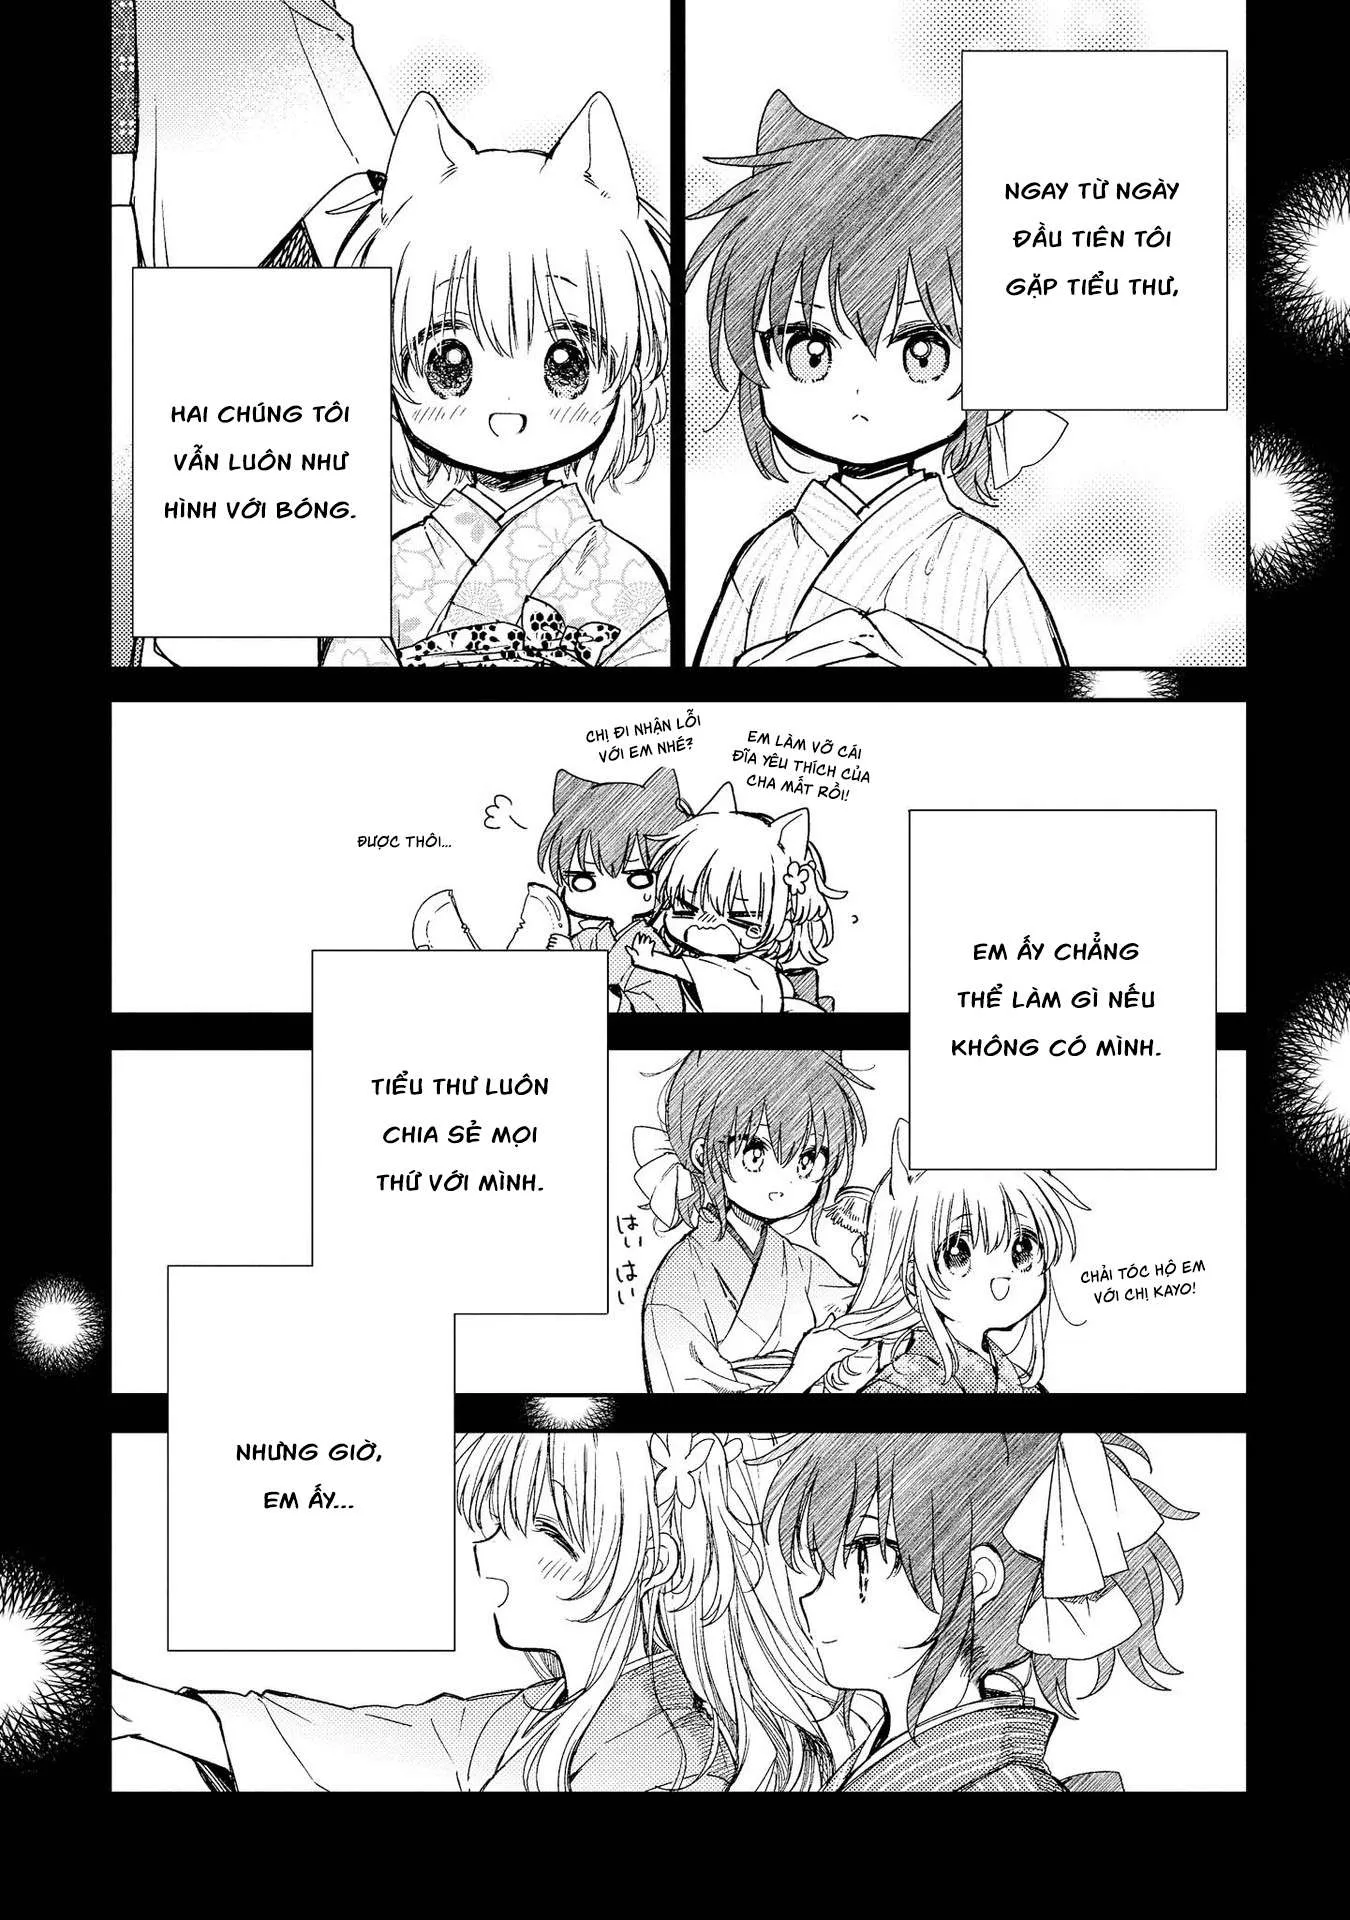 NGAY TỪ NGÀY
ĐẦU TIÊN TÔI
GẶP TIỂU THƯ,
HAI CHÚNG TÔI
VẪN LUÔN NHƯ
HÌNH VỚI BÓNG.
EM LÀM VỠ CÁI
ĐĨA YÊU THÍCH CỦA
CHA MẤT RỒI!
CHỊ ĐI NHẬN LỖI
VỚI EM NHÉ?
ĐƯỢC THÔI...
EM ẤY CHẲNG
THỂ LÀM GÌ NẾU
KHÔNG CÓ MÌNH.
CHẢI TÓC HỘ EM
VỚI CHỊ KAYO!
はい
はい
TIỂU THƯ LUÔN
CHIA SẺ MỌI
THỨ VỚI MÌNH.
NHƯNG GIỜ,
EM ẤY...